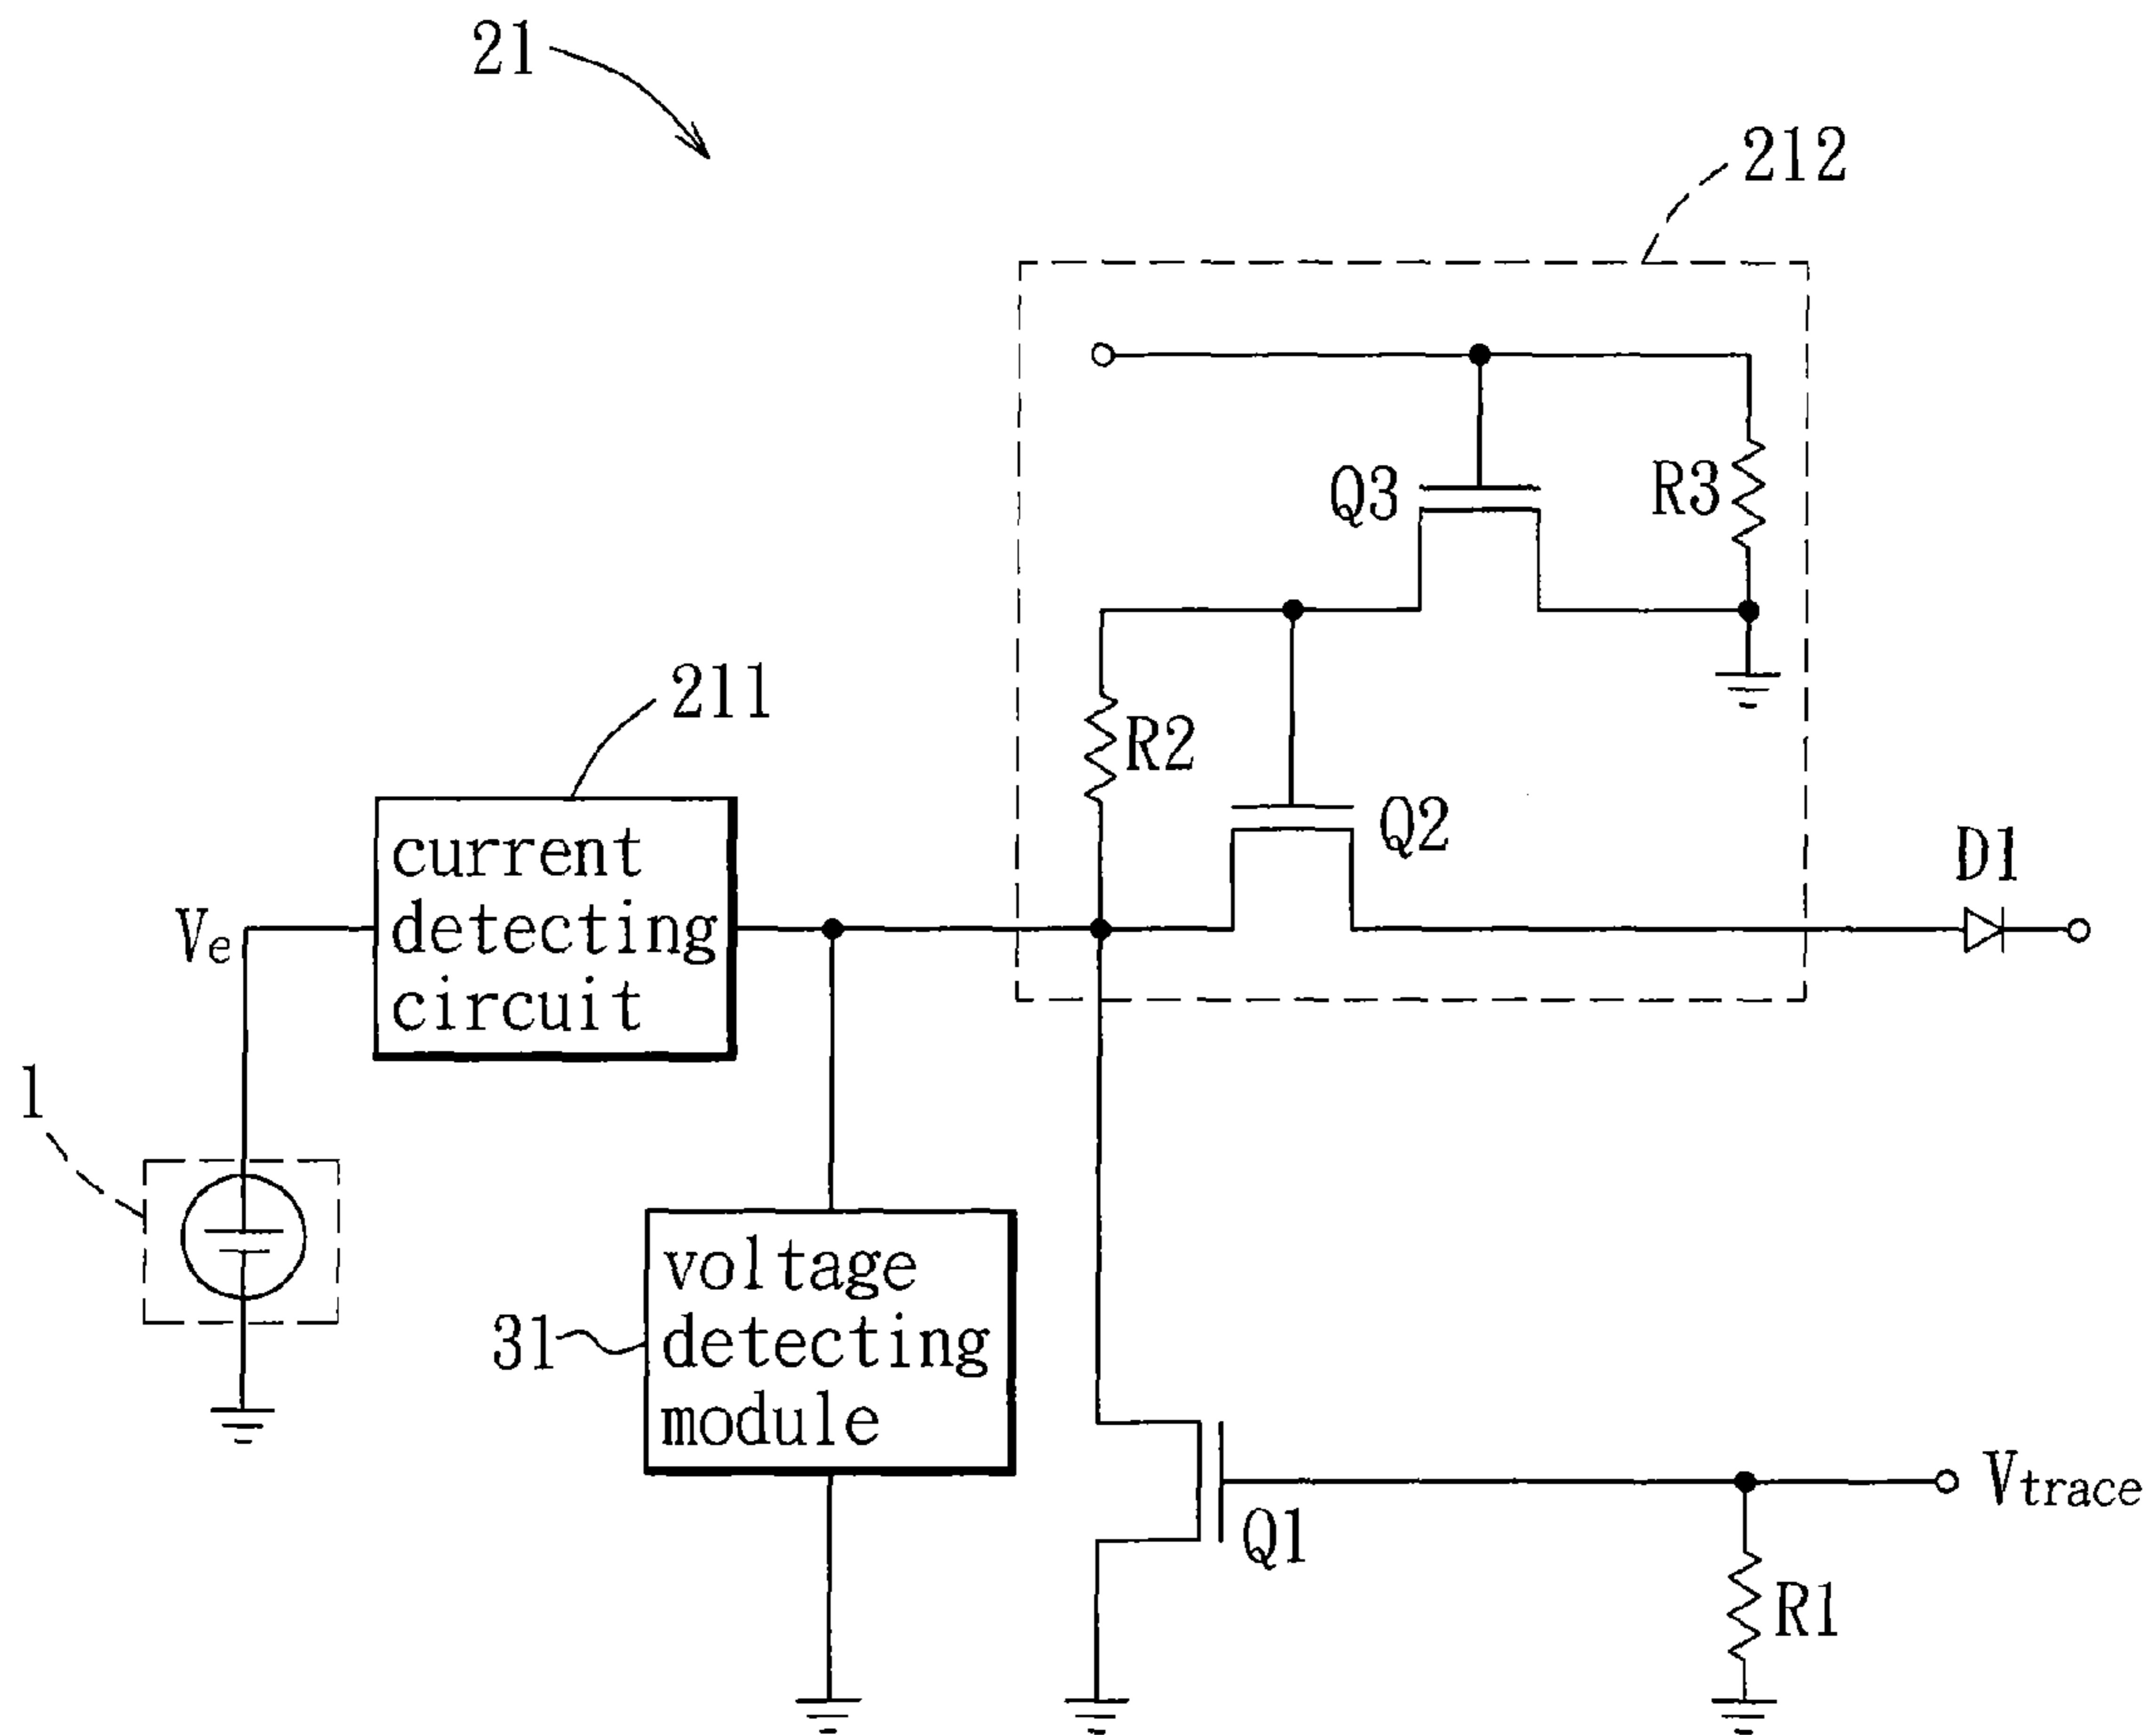 21
212
Q3
R3
211
R2
Q2
D1
current
detecting
circuit
Ve
1
voltage
detecting
module
31
Vtrace
Q1
R1